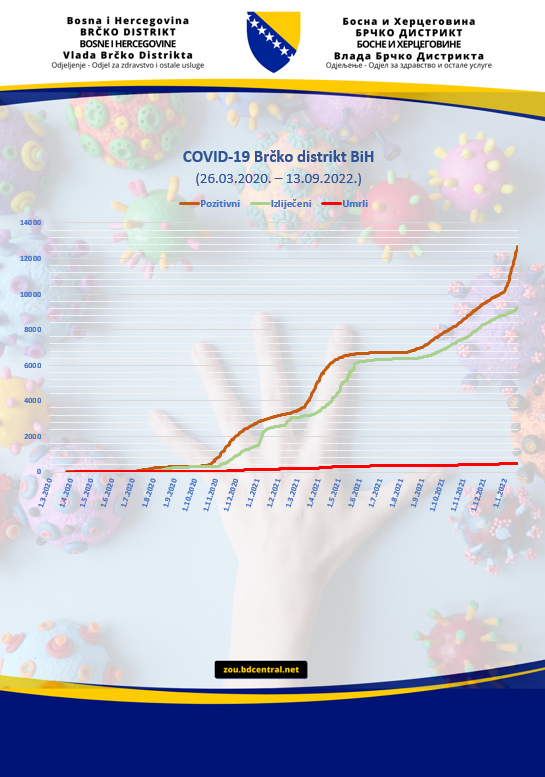 Bosna i Hercegovina
BRČKO DISTRIKT
BOSNE I HERCEGOVINE
Vlada Brčko Distrikta
Odjeljenje - Odjel za zdravstvo i ostale usluge
Босна и Херцеговина
БРЧКО ДИСТРИКТ
БОСНЕ И ХЕРЦЕГОВИНЕ
Влада Брчко Дистрикта
Одјељење - Одјел за здравство и остале услуге
COVID-19 Brčko distrikt BiH
(26.03.2020. – 13.09.2022.)
Pozitivni Izliječeni Umrli
14000
12000
10000
8000
6000
4000
2000
0
1.3.2020 1.4.2020 1.5.2020 1.6.2020 1.7.2020 1.8.2020 1.9.2020 1.10.2020 1.11.2020 1.12.2020 1.1.2021 1.2.2021 1.3.2021 1.4.2021 1.5.2021 1.6.2021 1.7.2021 1.8.2021 1.9.2021 1.10.2021 1.11.2021 1.12.2021 1.1.2022
zou.bdcentral.net